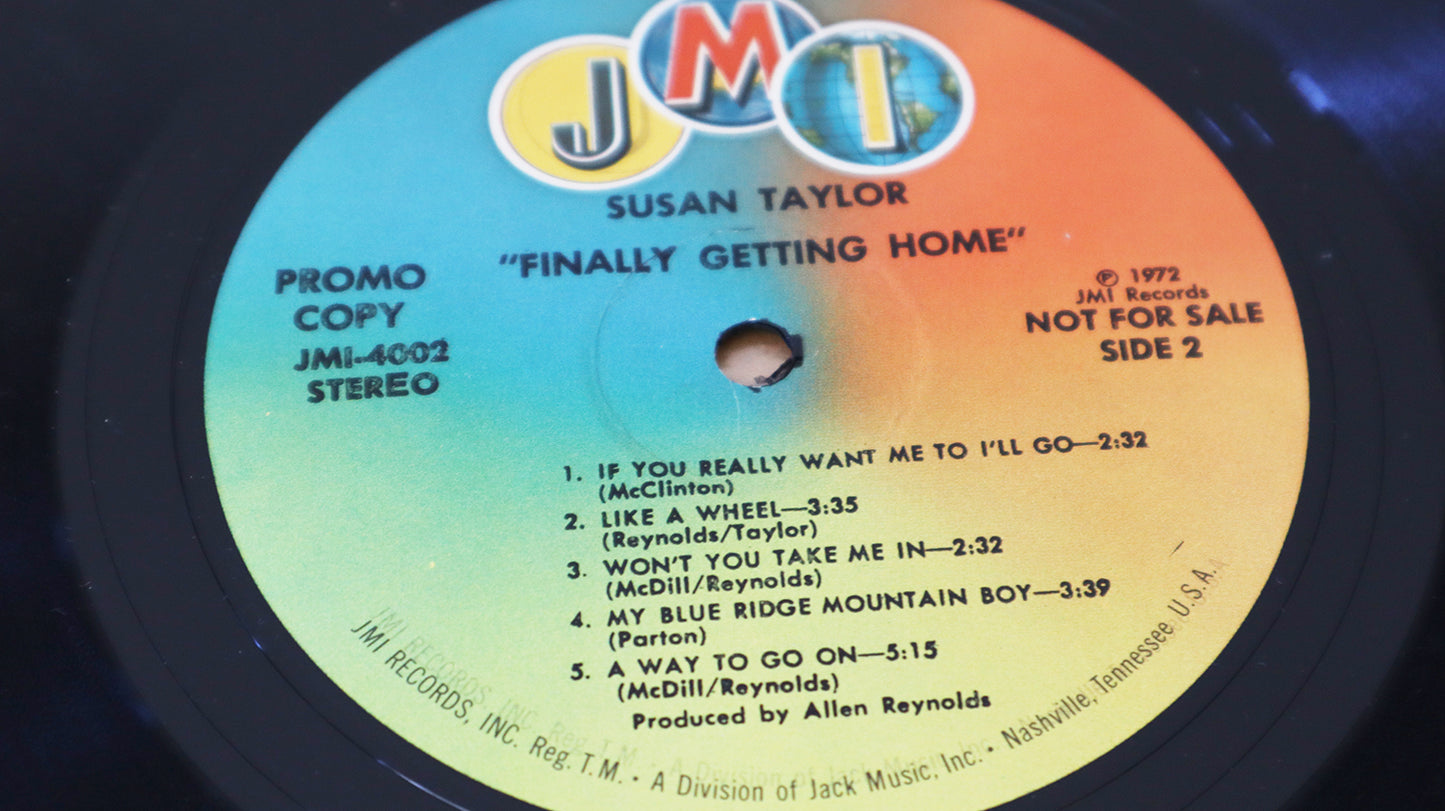 JMI
SUSAN TAYLOR
"FINALLY GETTING HOME"
PROMO
COPY
JMI-4002
STEREO
℗ 1972
JMI Records
NOT FOR SALE
SIDE 2
1. IF YOU REALLY WANT ME TO I'LL GO—2:32
(McClinton)
2. LIKE A WHEEL—3:35
(Reynolds/Taylor)
3. WON'T YOU TAKE ME IN—2:32
(McDill/Reynolds)
4. MY BLUE RIDGE MOUNTAIN BOY—3:39
(Parton)
5. A WAY TO GO ON—5:15
(McDill/Reynolds)
Produced by Allen Reynolds
JMI RECORDS, INC. Reg. T.M. • A Division of Jack Music, Inc. • Nashville, Tennessee U.S.A.